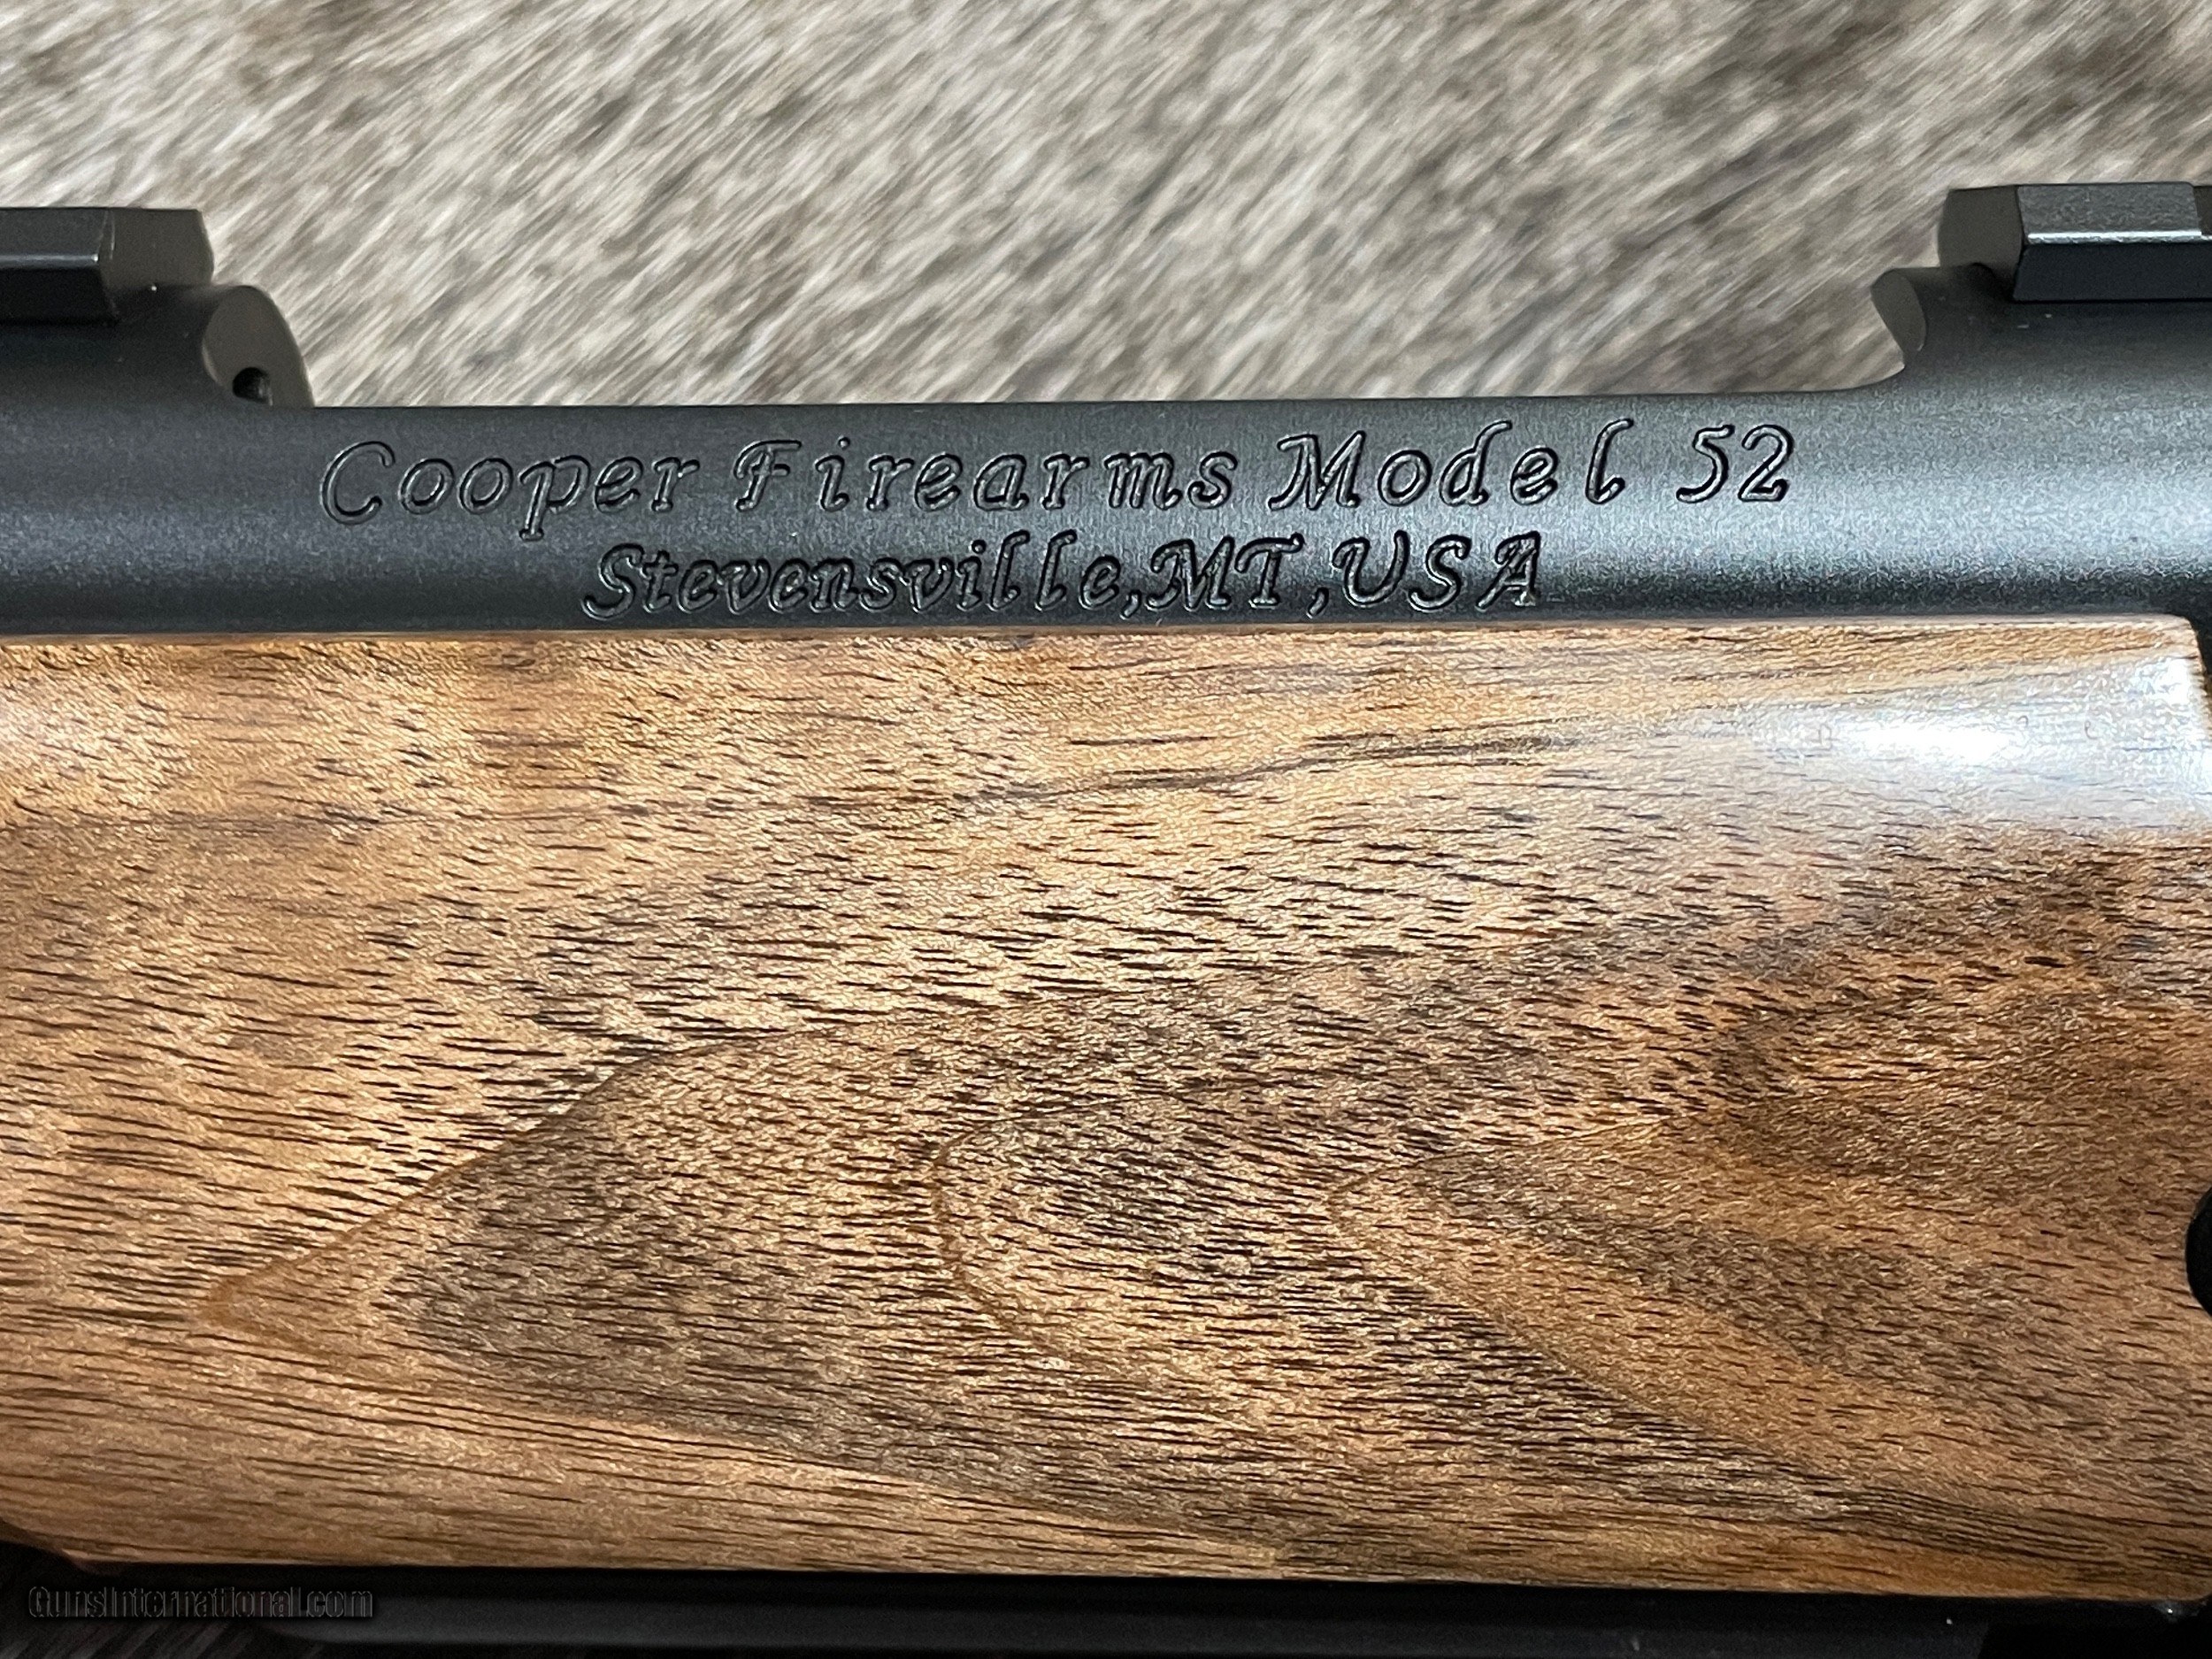 Cooper Firearms Model 52
Stevensville,MT,USA
GunsInternational.com